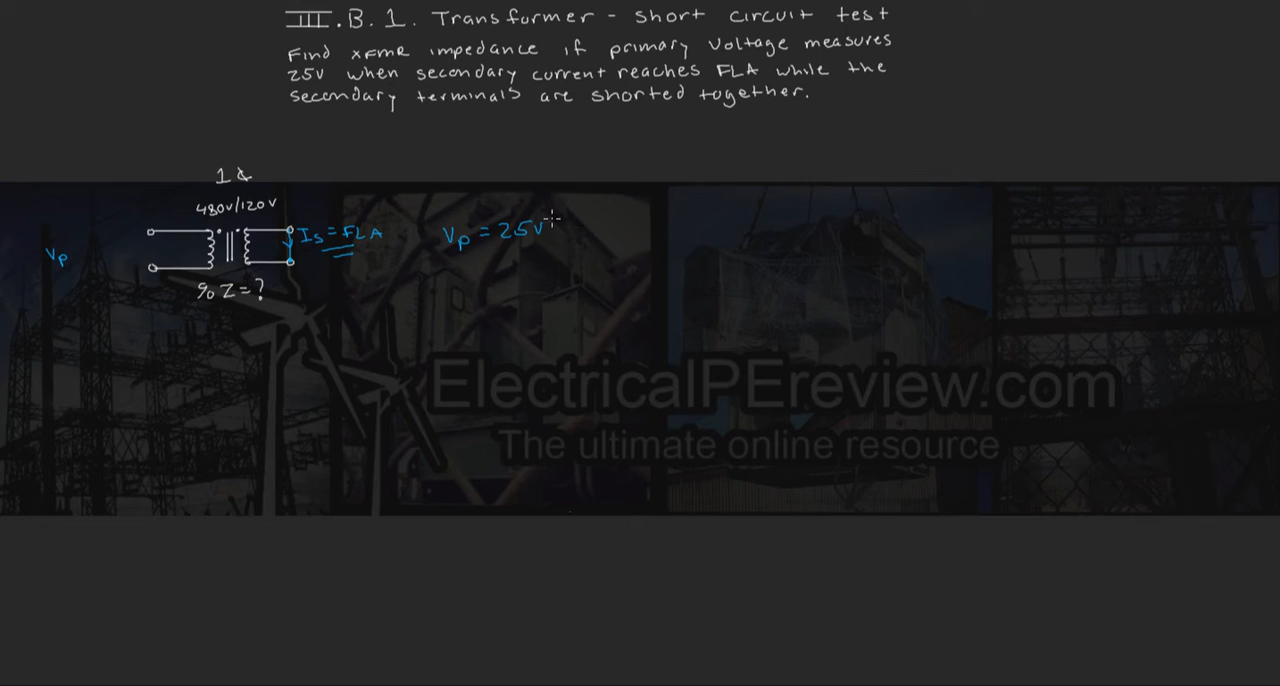 III.B.1. Transformer - short circuit test
Find xFMR impedance if primary voltage measures
25V when secondary current reaches FLA while the
secondary terminals are shorted together.
480V/120V
Is = FLA
Vp = 25V
Vp
% Z = ?
ElectricalPEreview.com
The ultimate online resource